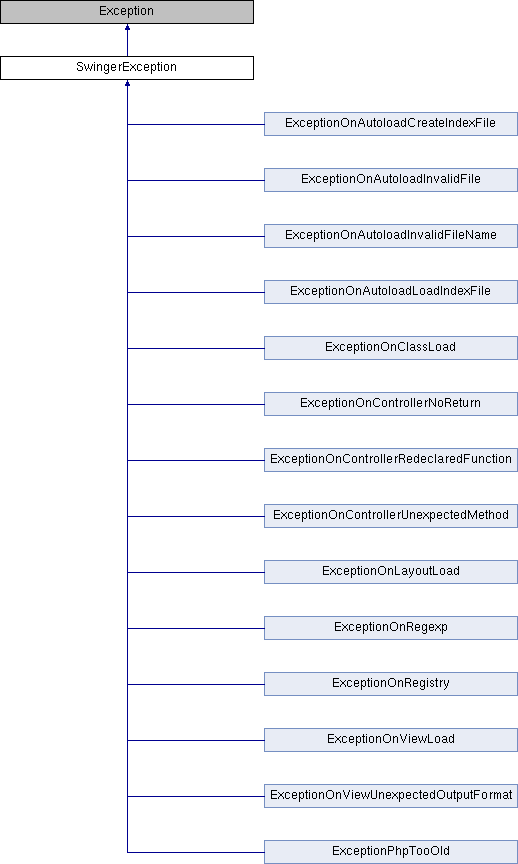 Exception
SwingerException
ExceptionOnAutoloadCreateIndexFile
ExceptionOnAutoloadInvalidFile
ExceptionOnAutoloadInvalidFileName
ExceptionOnAutoloadLoadIndexFile
ExceptionOnClassLoad
ExceptionOnControllerNoReturn
ExceptionOnControllerRedeclaredFunction
ExceptionOnControllerUnexpectedMethod
ExceptionOnLayoutLoad
ExceptionOnRegexp
ExceptionOnRegistry
ExceptionOnViewLoad
ExceptionOnViewUnexpectedOutputFormat
ExceptionPhpTooOld